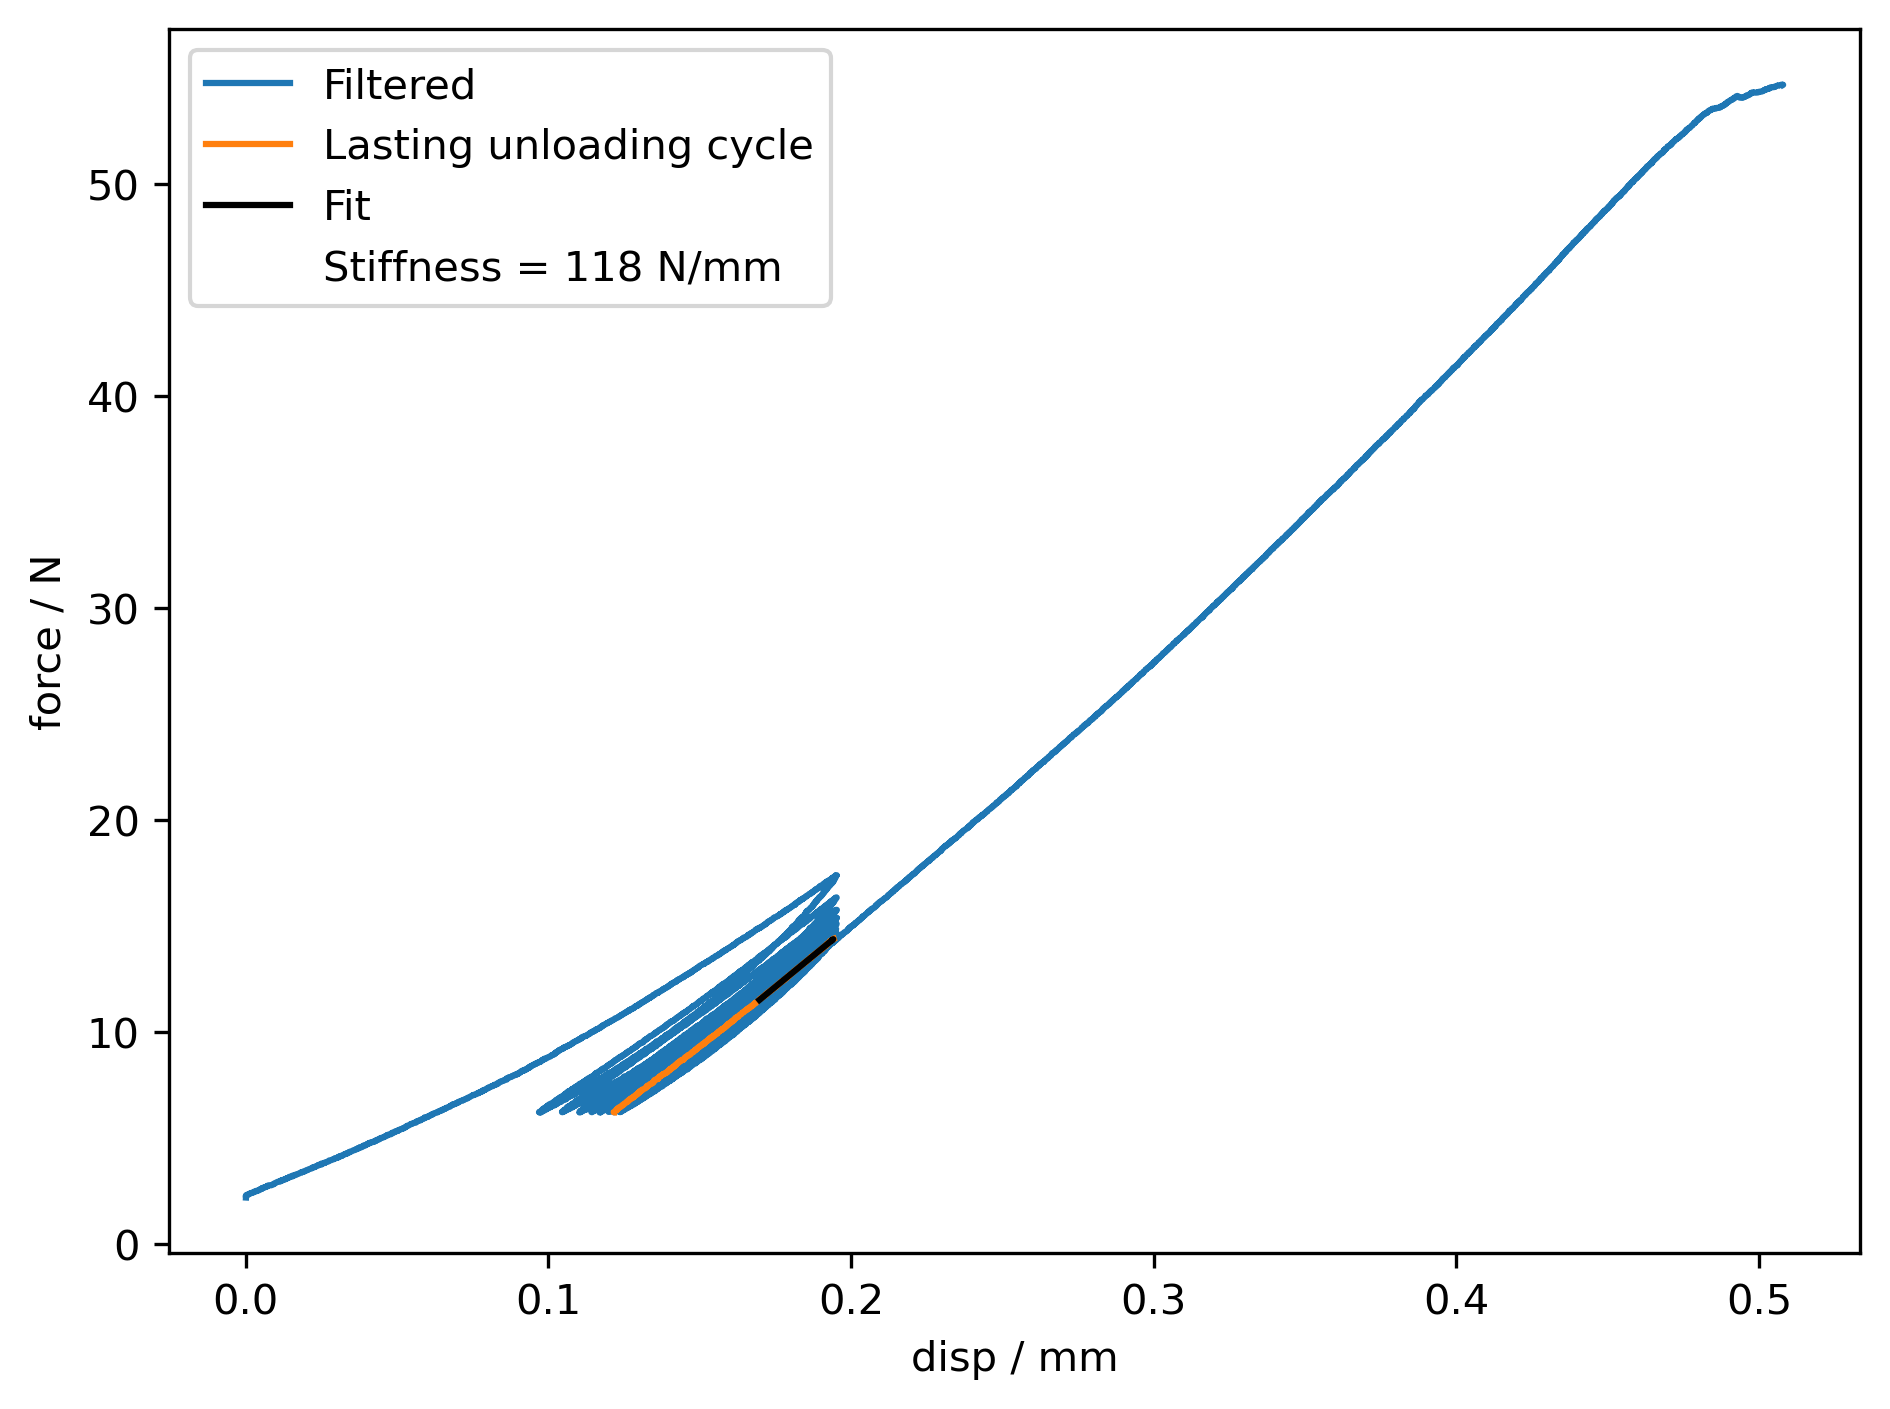 Filtered
Lasting unloading cycle
Fit
Stiffness = 118 N/mm
50
40
30
20
10
0
force / N
0.0 0.1 0.2 0.3 0.4 0.5
disp / mm